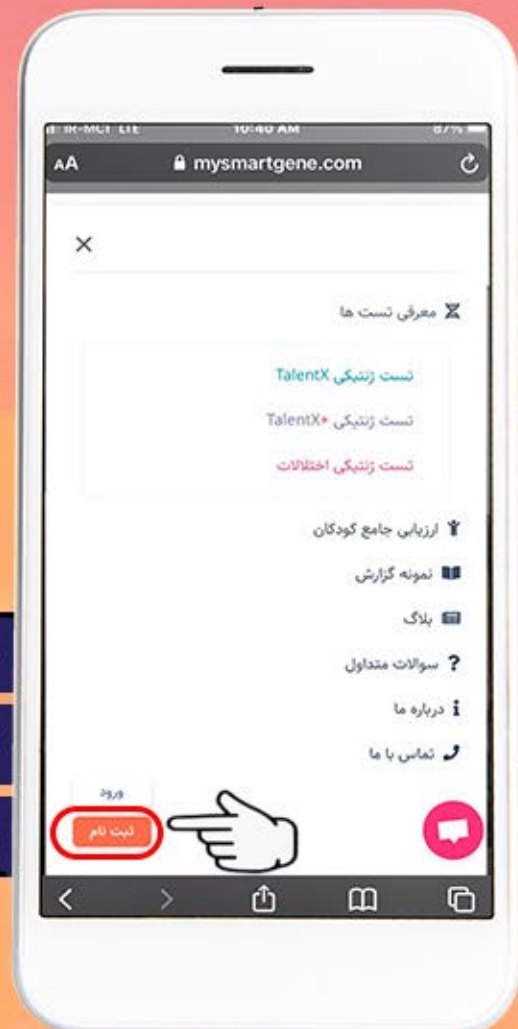 IR-MCI LTE 10:40 AM 87%
AA mysmartgene.com
معرفی تست ها
تست ژنتیکی TalentX
تست ژنتیکی TalentX+
تست ژنتیکی اختلالات
ارزیابی جامع کودکان
نمونه گزارش
بلاگ
? سوالات متداول
درباره ما
تماس با ما
ورود
ثبت نام